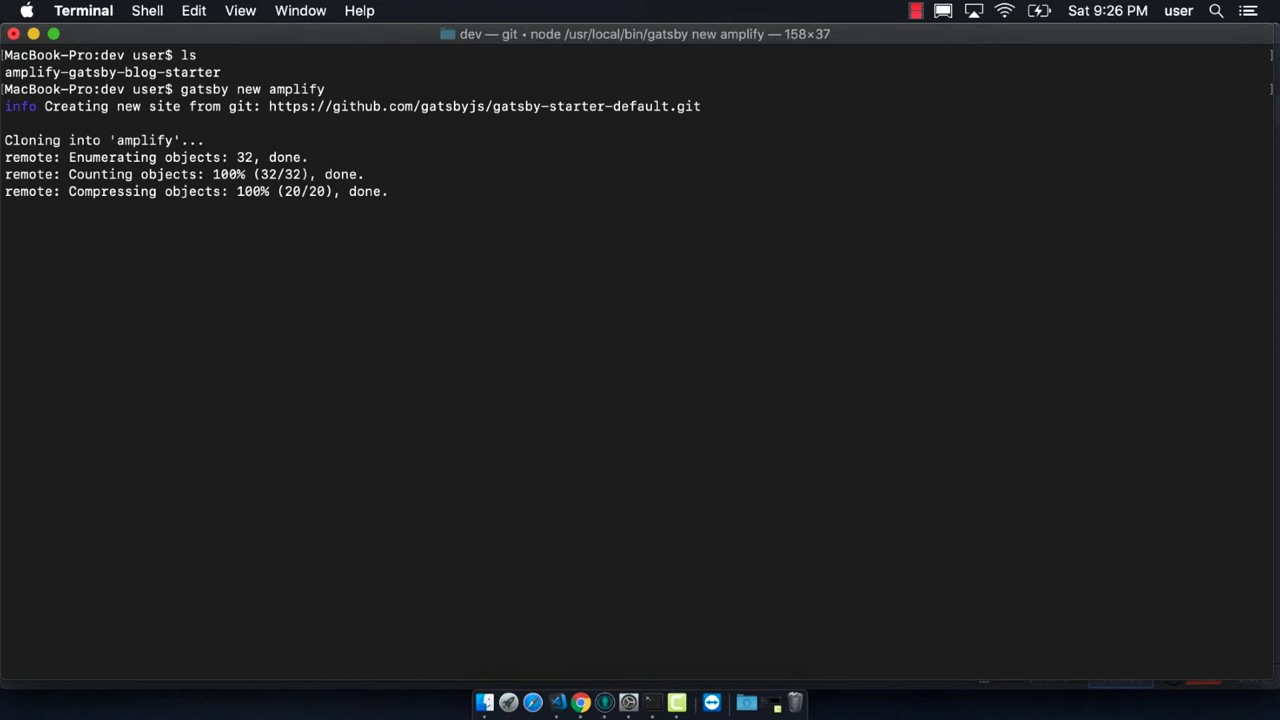 Terminal Shell Edit View Window Help Sat 9:26 PM user
dev — git ◂ node /usr/local/bin/gatsby new amplify — 158×37
[MacBook-Pro:dev user$ ls ]
amplify-gatsby-blog-starter
[MacBook-Pro:dev user$ gatsby new amplify ]
info Creating new site from git: https://github.com/gatsbyjs/gatsby-starter-default.git
Cloning into 'amplify'...
remote: Enumerating objects: 32, done.
remote: Counting objects: 100% (32/32), done.
remote: Compressing objects: 100% (20/20), done.